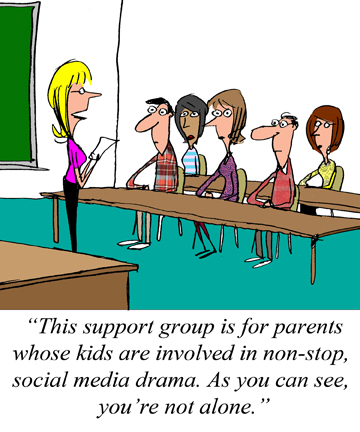 “This support group is for parents
whose kids are involved in non-stop,
social media drama. As you can see,
you’re not alone.”